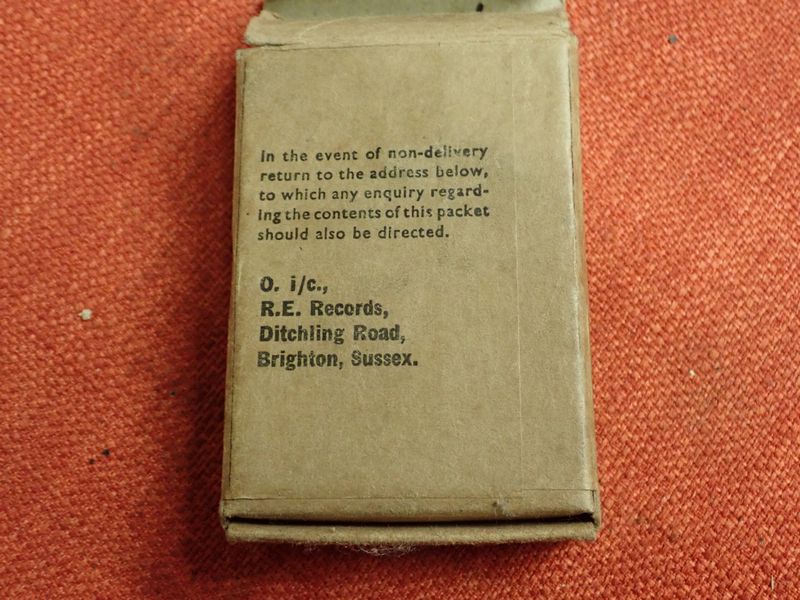 In the event of non-delivery
return to the address below,
to which any enquiry regard-
ing the contents of this packet
should also be directed.
O. i/c.,
R.E. Records,
Ditchling Road,
Brighton, Sussex.